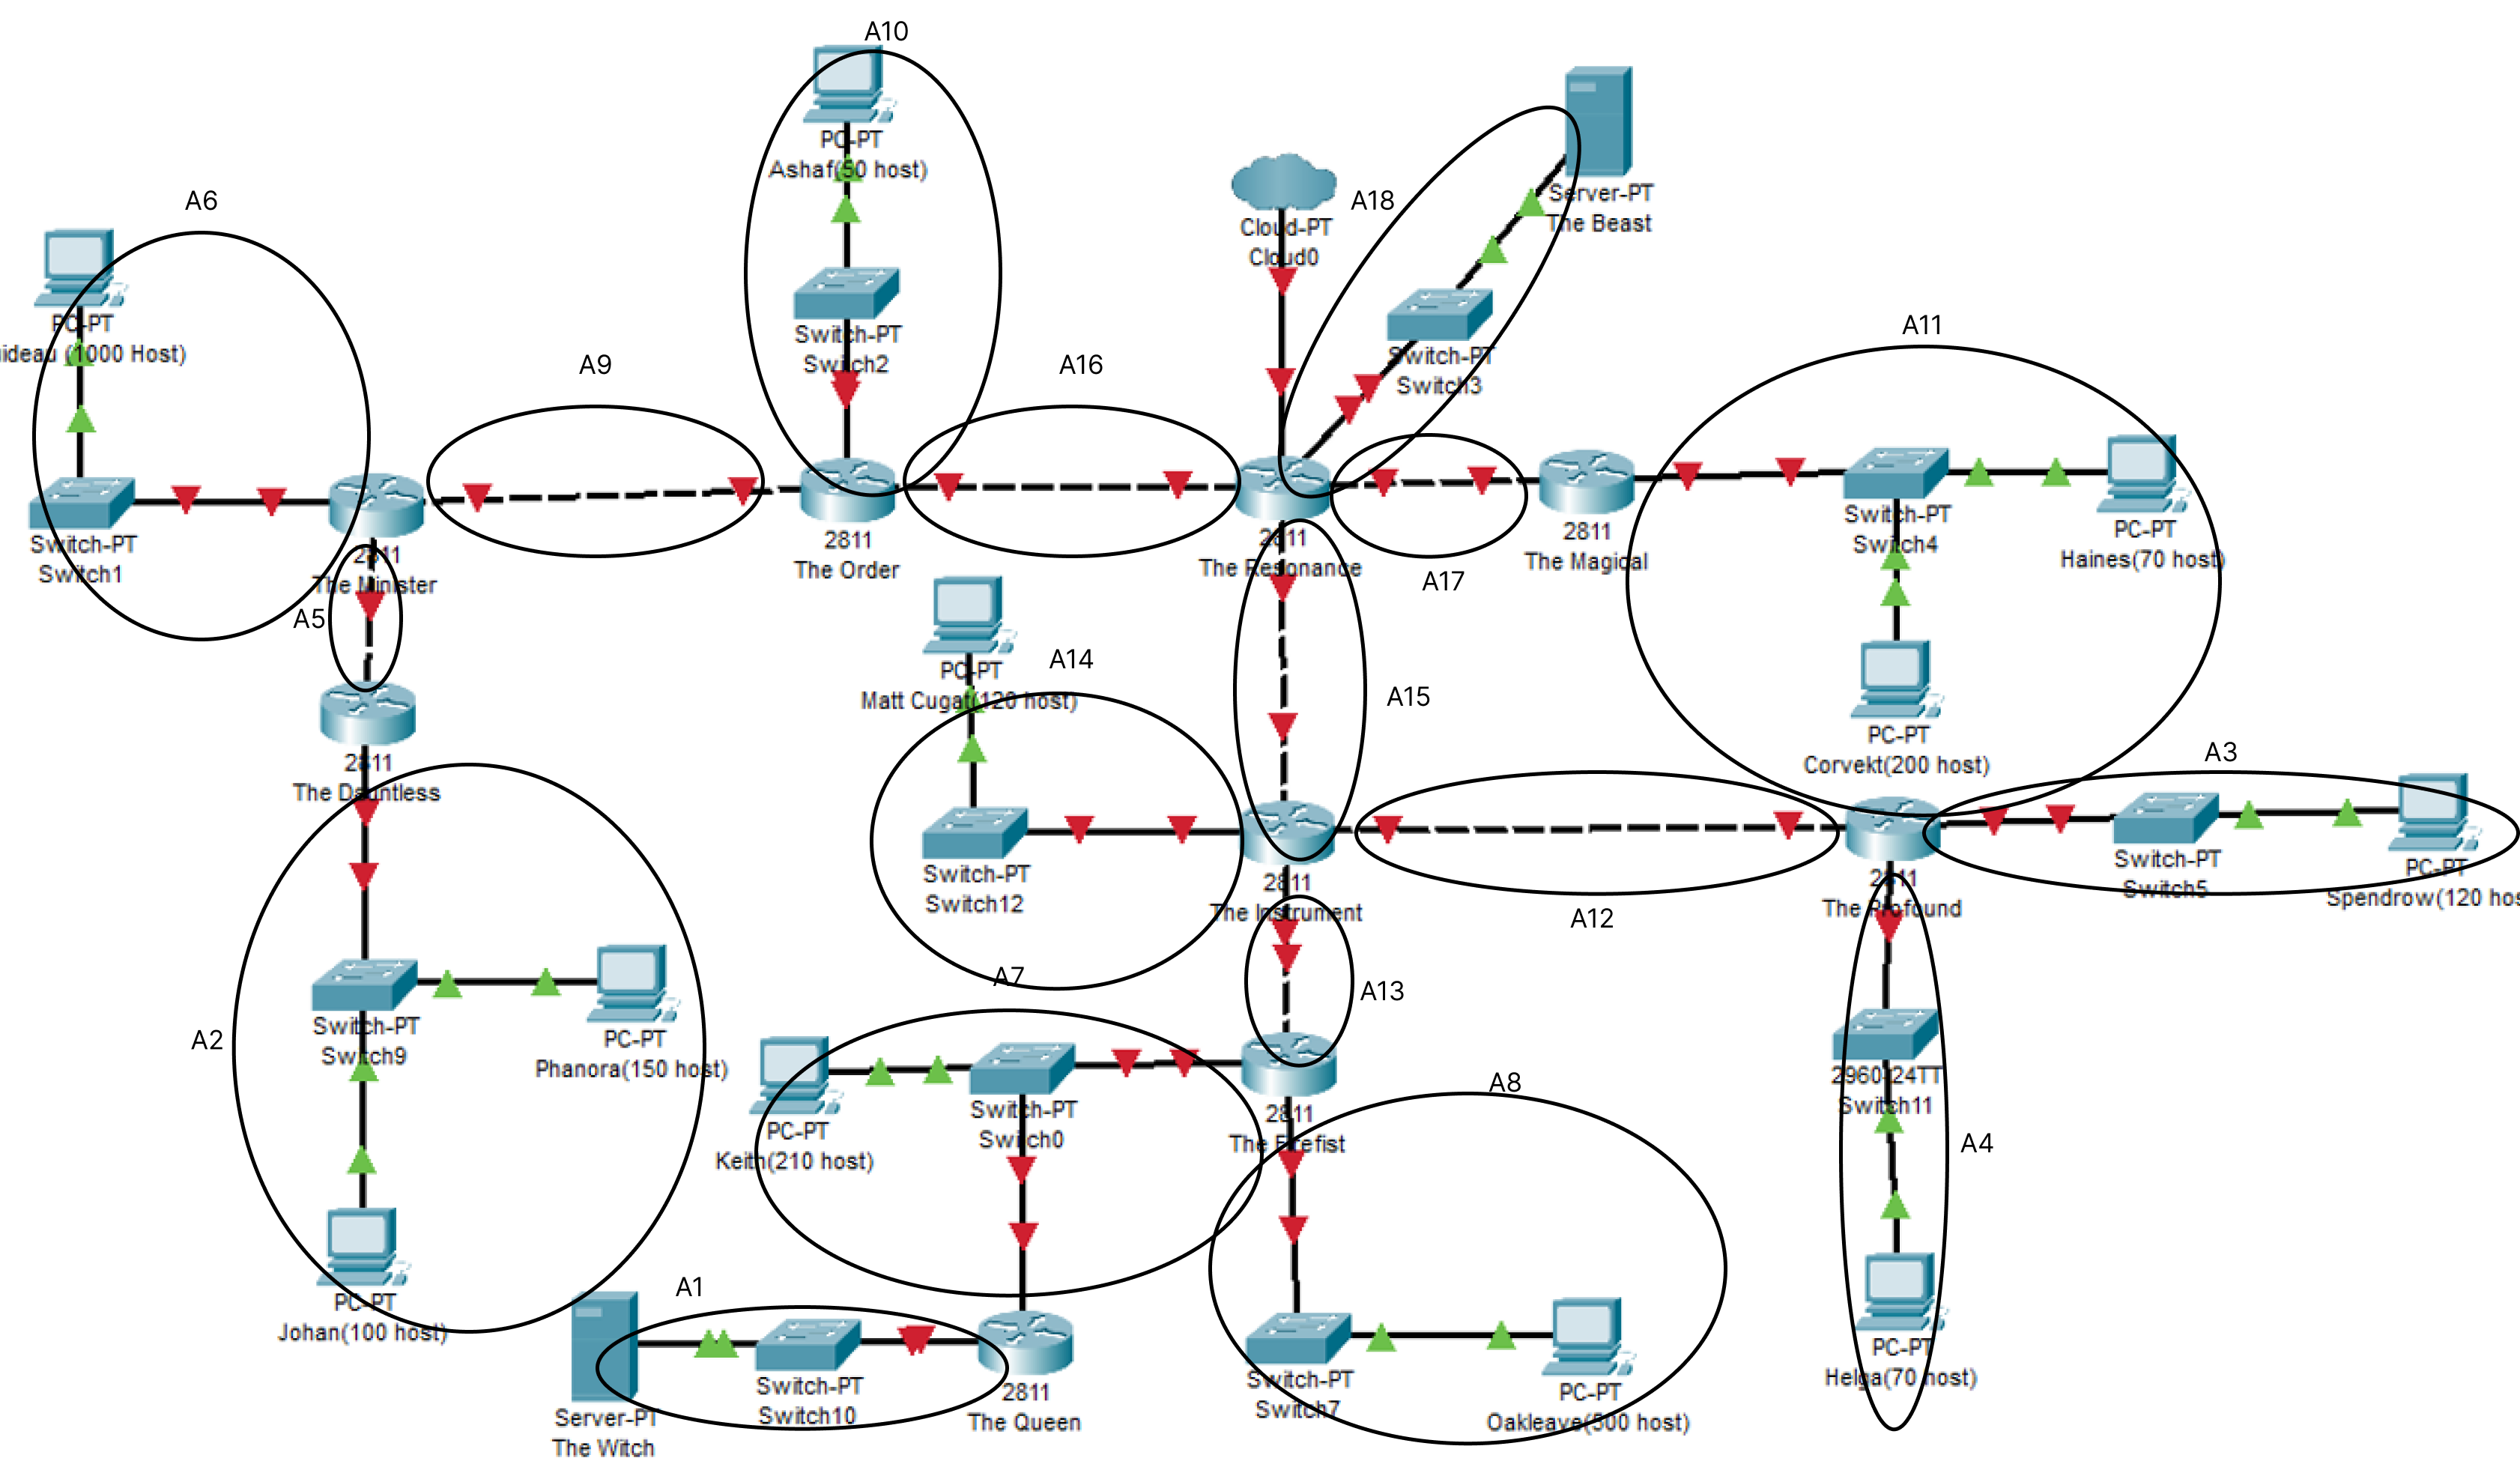 A10
PC-PT
Ashaf(50 host)
Switch-PT
Switch2
A18
Server-PT
The Beast
Cloud-PT
Cloud0
Switch-PT
Switch3
A6
PC-PT
(1000 Host)
Switch-PT
Switch1
A9
A16
A11
2811
The Minister
2811
The Order
2811
The Resonance
A17
2811
The Magical
Switch-PT
Switch4
PC-PT
Haines(70 host)
PC-PT
Corvekt(200 host)
A5
2811
The Dauntless
PC-PT
Matt Cugat(120 host)
A14
A15
A3
Switch-PT
Switch12
2811
The Instrument
A12
2811
The Profound
Switch-PT
Switch5
PC-PT
Spendrow(120
A2
Switch-PT
Switch9
PC-PT
Phanora(150 host)
PC-PT
Johan(100 host)
A7
A13
PC-PT
Keith(210 host)
Switch-PT
Switch0
2811
The Firefist
A8
2960-24TT
Switch11
A4
PC-PT
Helga(70 host)
A1
Server-PT
The Witch
Switch-PT
Switch10
2811
The Queen
Switch-PT
Switch7
PC-PT
Oakleave(500 host)